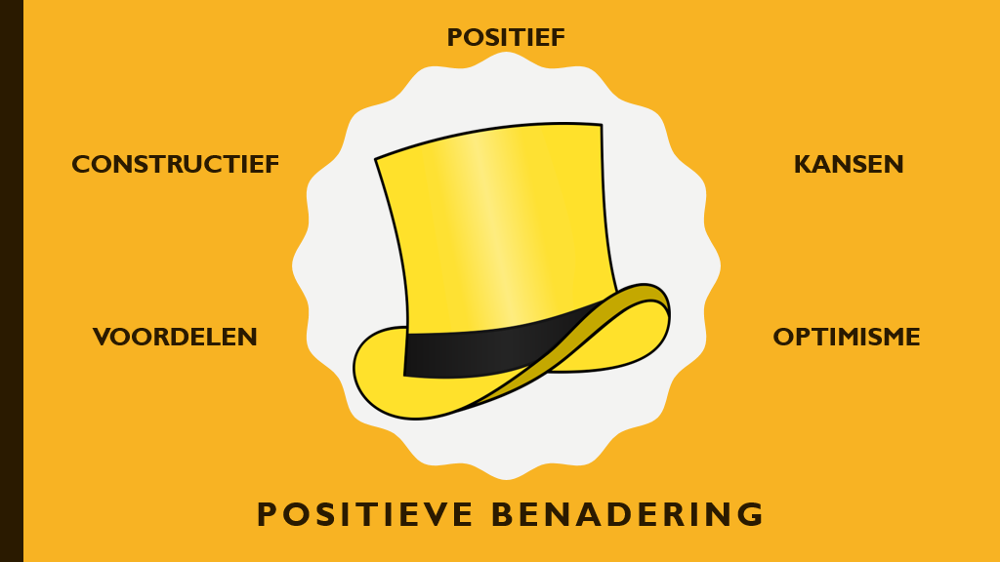 POSITIEF
CONSTRUCTIEF
KANSEN
VOORDELEN
OPTIMISME
POSITIEVE BENADERING